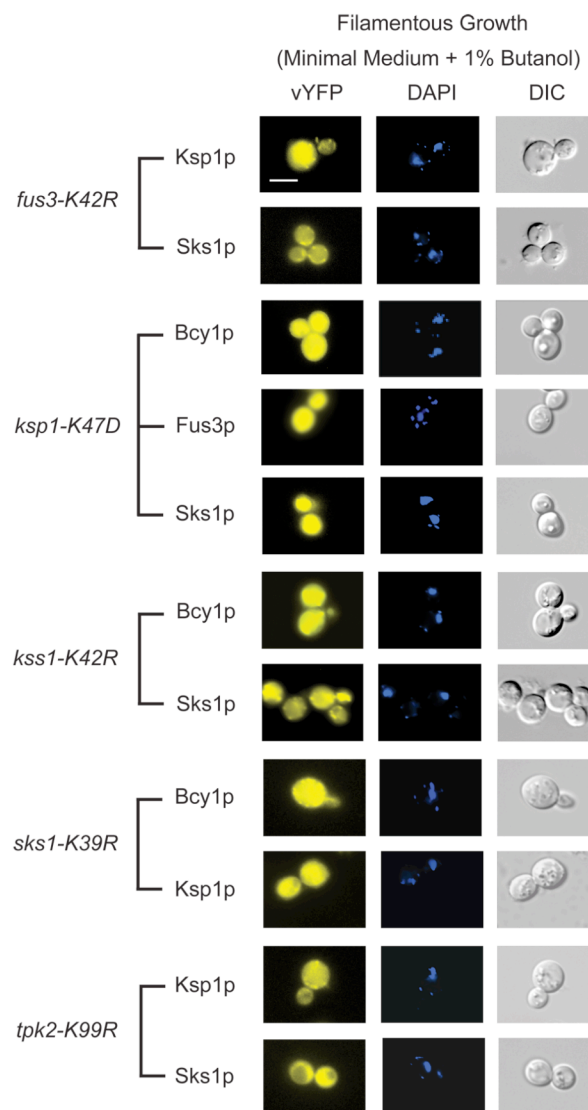 Filamentous Growth
(Minimal Medium + 1% Butanol)
vYFP DAPI DIC
fus3-K42R
Ksp1p
Sks1p
ksp1-K47D
Bcy1p
Fus3p
Sks1p
kss1-K42R
Bcy1p
Sks1p
sks1-K39R
Bcy1p
Ksp1p
tpk2-K99R
Ksp1p
Sks1p